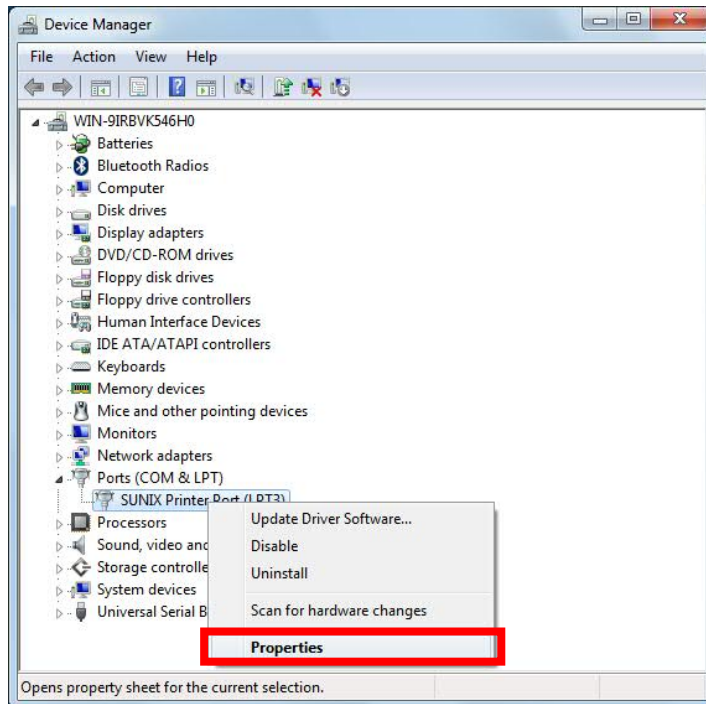 Device Manager
File Action View Help
WIN-9IRBVK546H0
Batteries
Bluetooth Radios
Computer
Disk drives
Display adapters
DVD/CD-ROM drives
Floppy disk drives
Floppy drive controllers
Human Interface Devices
IDE ATA/ATAPI controllers
Keyboards
Memory devices
Mice and other pointing devices
Monitors
Network adapters
Ports (COM & LPT)
SUNIX Printer Port (LPT3)
Processors
Sound, video and
Storage controlle
System devices
Universal Serial B
Update Driver Software...
Disable
Uninstall
Scan for hardware changes
Properties
Opens property sheet for the current selection.